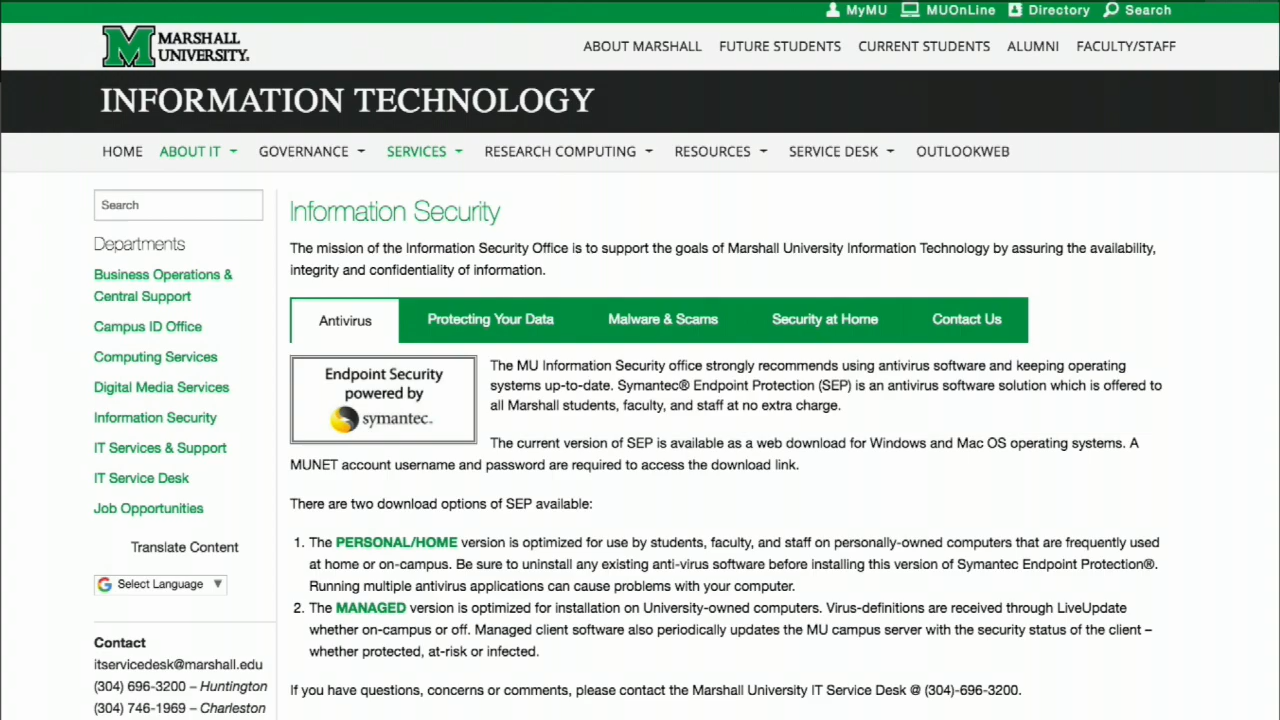 MyMU MUOnLine Directory Search
MARSHALL
UNIVERSITY.
ABOUT MARSHALL FUTURE STUDENTS CURRENT STUDENTS ALUMNI FACULTY/STAFF
INFORMATION TECHNOLOGY
HOME ABOUT IT GOVERNANCE SERVICES RESEARCH COMPUTING RESOURCES SERVICE DESK OUTLOOKWEB
Search
Departments
Business Operations &
Central Support
Campus ID Office
Computing Services
Digital Media Services
Information Security
IT Services & Support
IT Service Desk
Job Opportunities
Translate Content
Select Language
Contact
itservicedesk@marshall.edu
(304) 696-3200 – Huntington
(304) 746-1969 – Charleston
Information Security
The mission of the Information Security Office is to support the goals of Marshall University Information Technology by assuring the availability,
integrity and confidentiality of information.
Antivirus Protecting Your Data Malware & Scams Security at Home Contact Us
Endpoint Security
powered by
symantec.
The MU Information Security office strongly recommends using antivirus software and keeping operating
systems up-to-date. Symantec® Endpoint Protection (SEP) is an antivirus software solution which is offered to
all Marshall students, faculty, and staff at no extra charge.
The current version of SEP is available as a web download for Windows and Mac OS operating systems. A
MUNET account username and password are required to access the download link.
There are two download options of SEP available:
1. The PERSONAL/HOME version is optimized for use by students, faculty, and staff on personally-owned computers that are frequently used
at home or on-campus. Be sure to uninstall any existing anti-virus software before installing this version of Symantec Endpoint Protection®.
Running multiple antivirus applications can cause problems with your computer.
2. The MANAGED version is optimized for installation on University-owned computers. Virus-definitions are received through LiveUpdate
whether on-campus or off. Managed client software also periodically updates the MU campus server with the security status of the client –
whether protected, at-risk or infected.
If you have questions, concerns or comments, please contact the Marshall University IT Service Desk @ (304)-696-3200.